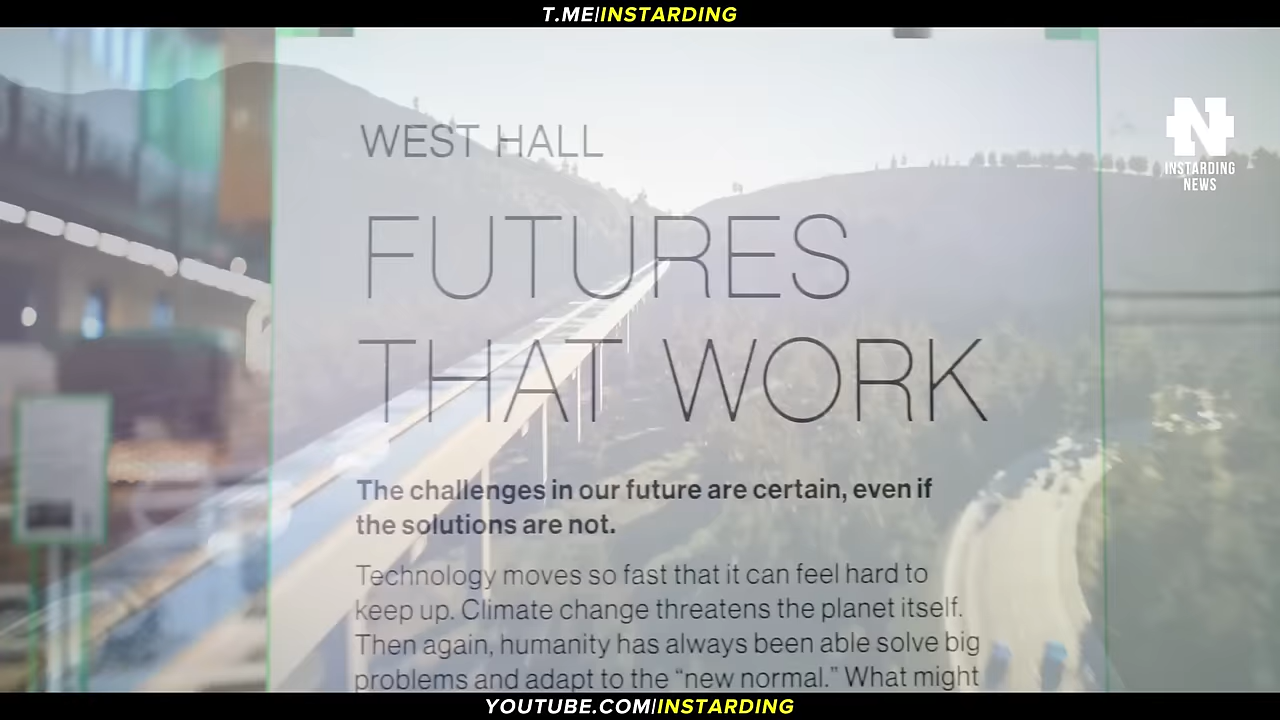 T.ME|INSTARDING
N
INSTARDING
NEWS
WEST HALL
FUTURES
THAT WORK
The challenges in our future are certain, even if
the solutions are not.
Technology moves so fast that it can feel hard to
keep up. Climate change threatens the planet itself.
Then again, humanity has always been able solve big
problems and adapt to the “new normal.” What might
YOUTUBE.COM|INSTARDING